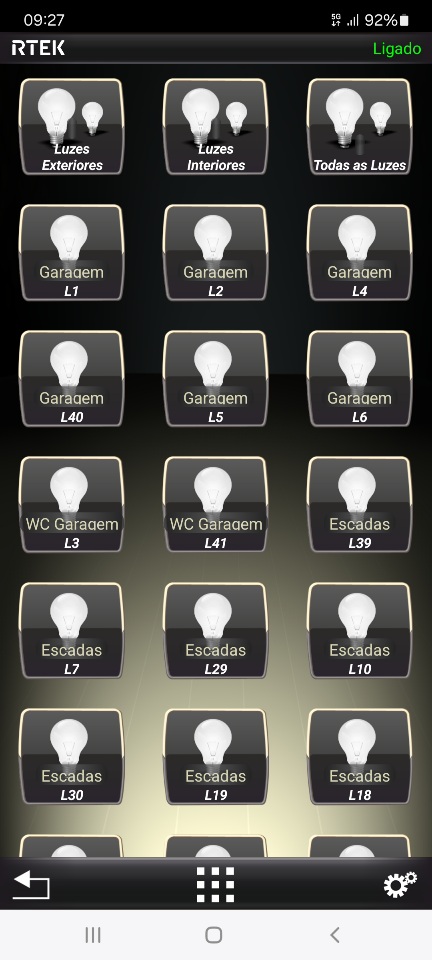 09:27
5G
92%
RTEK
Ligado
Luzes
Exteriores
Luzes
Interiores
Todas as Luzes
Garagem
L1
Garagem
L2
Garagem
L4
Garagem
L40
Garagem
L5
Garagem
L6
WC Garagem
L3
WC Garagem
L41
Escadas
L39
Escadas
L7
Escadas
L29
Escadas
L10
Escadas
L30
Escadas
L19
Escadas
L18